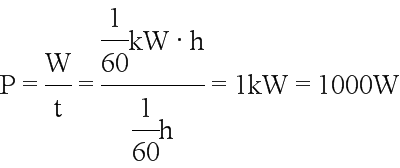 P = W/t = (1/60 kW · h)/(1/60 h) = 1kW = 1000W